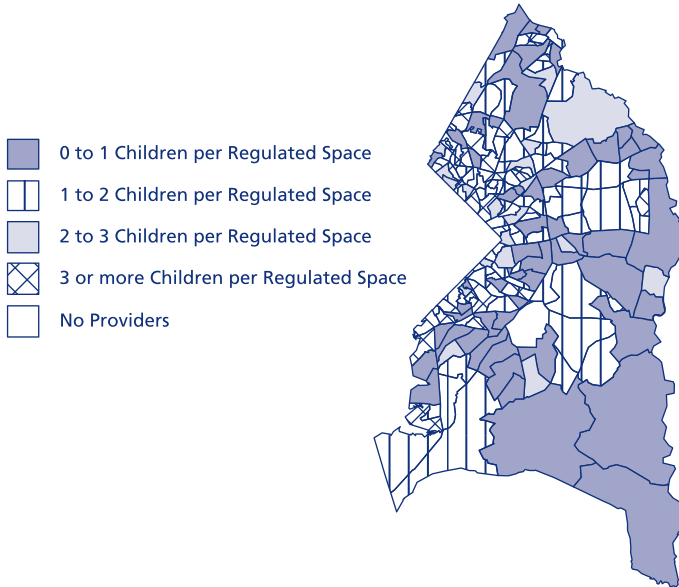 0 to 1 Children per Regulated Space
1 to 2 Children per Regulated Space
2 to 3 Children per Regulated Space
3 or more Children per Regulated Space
No Providers